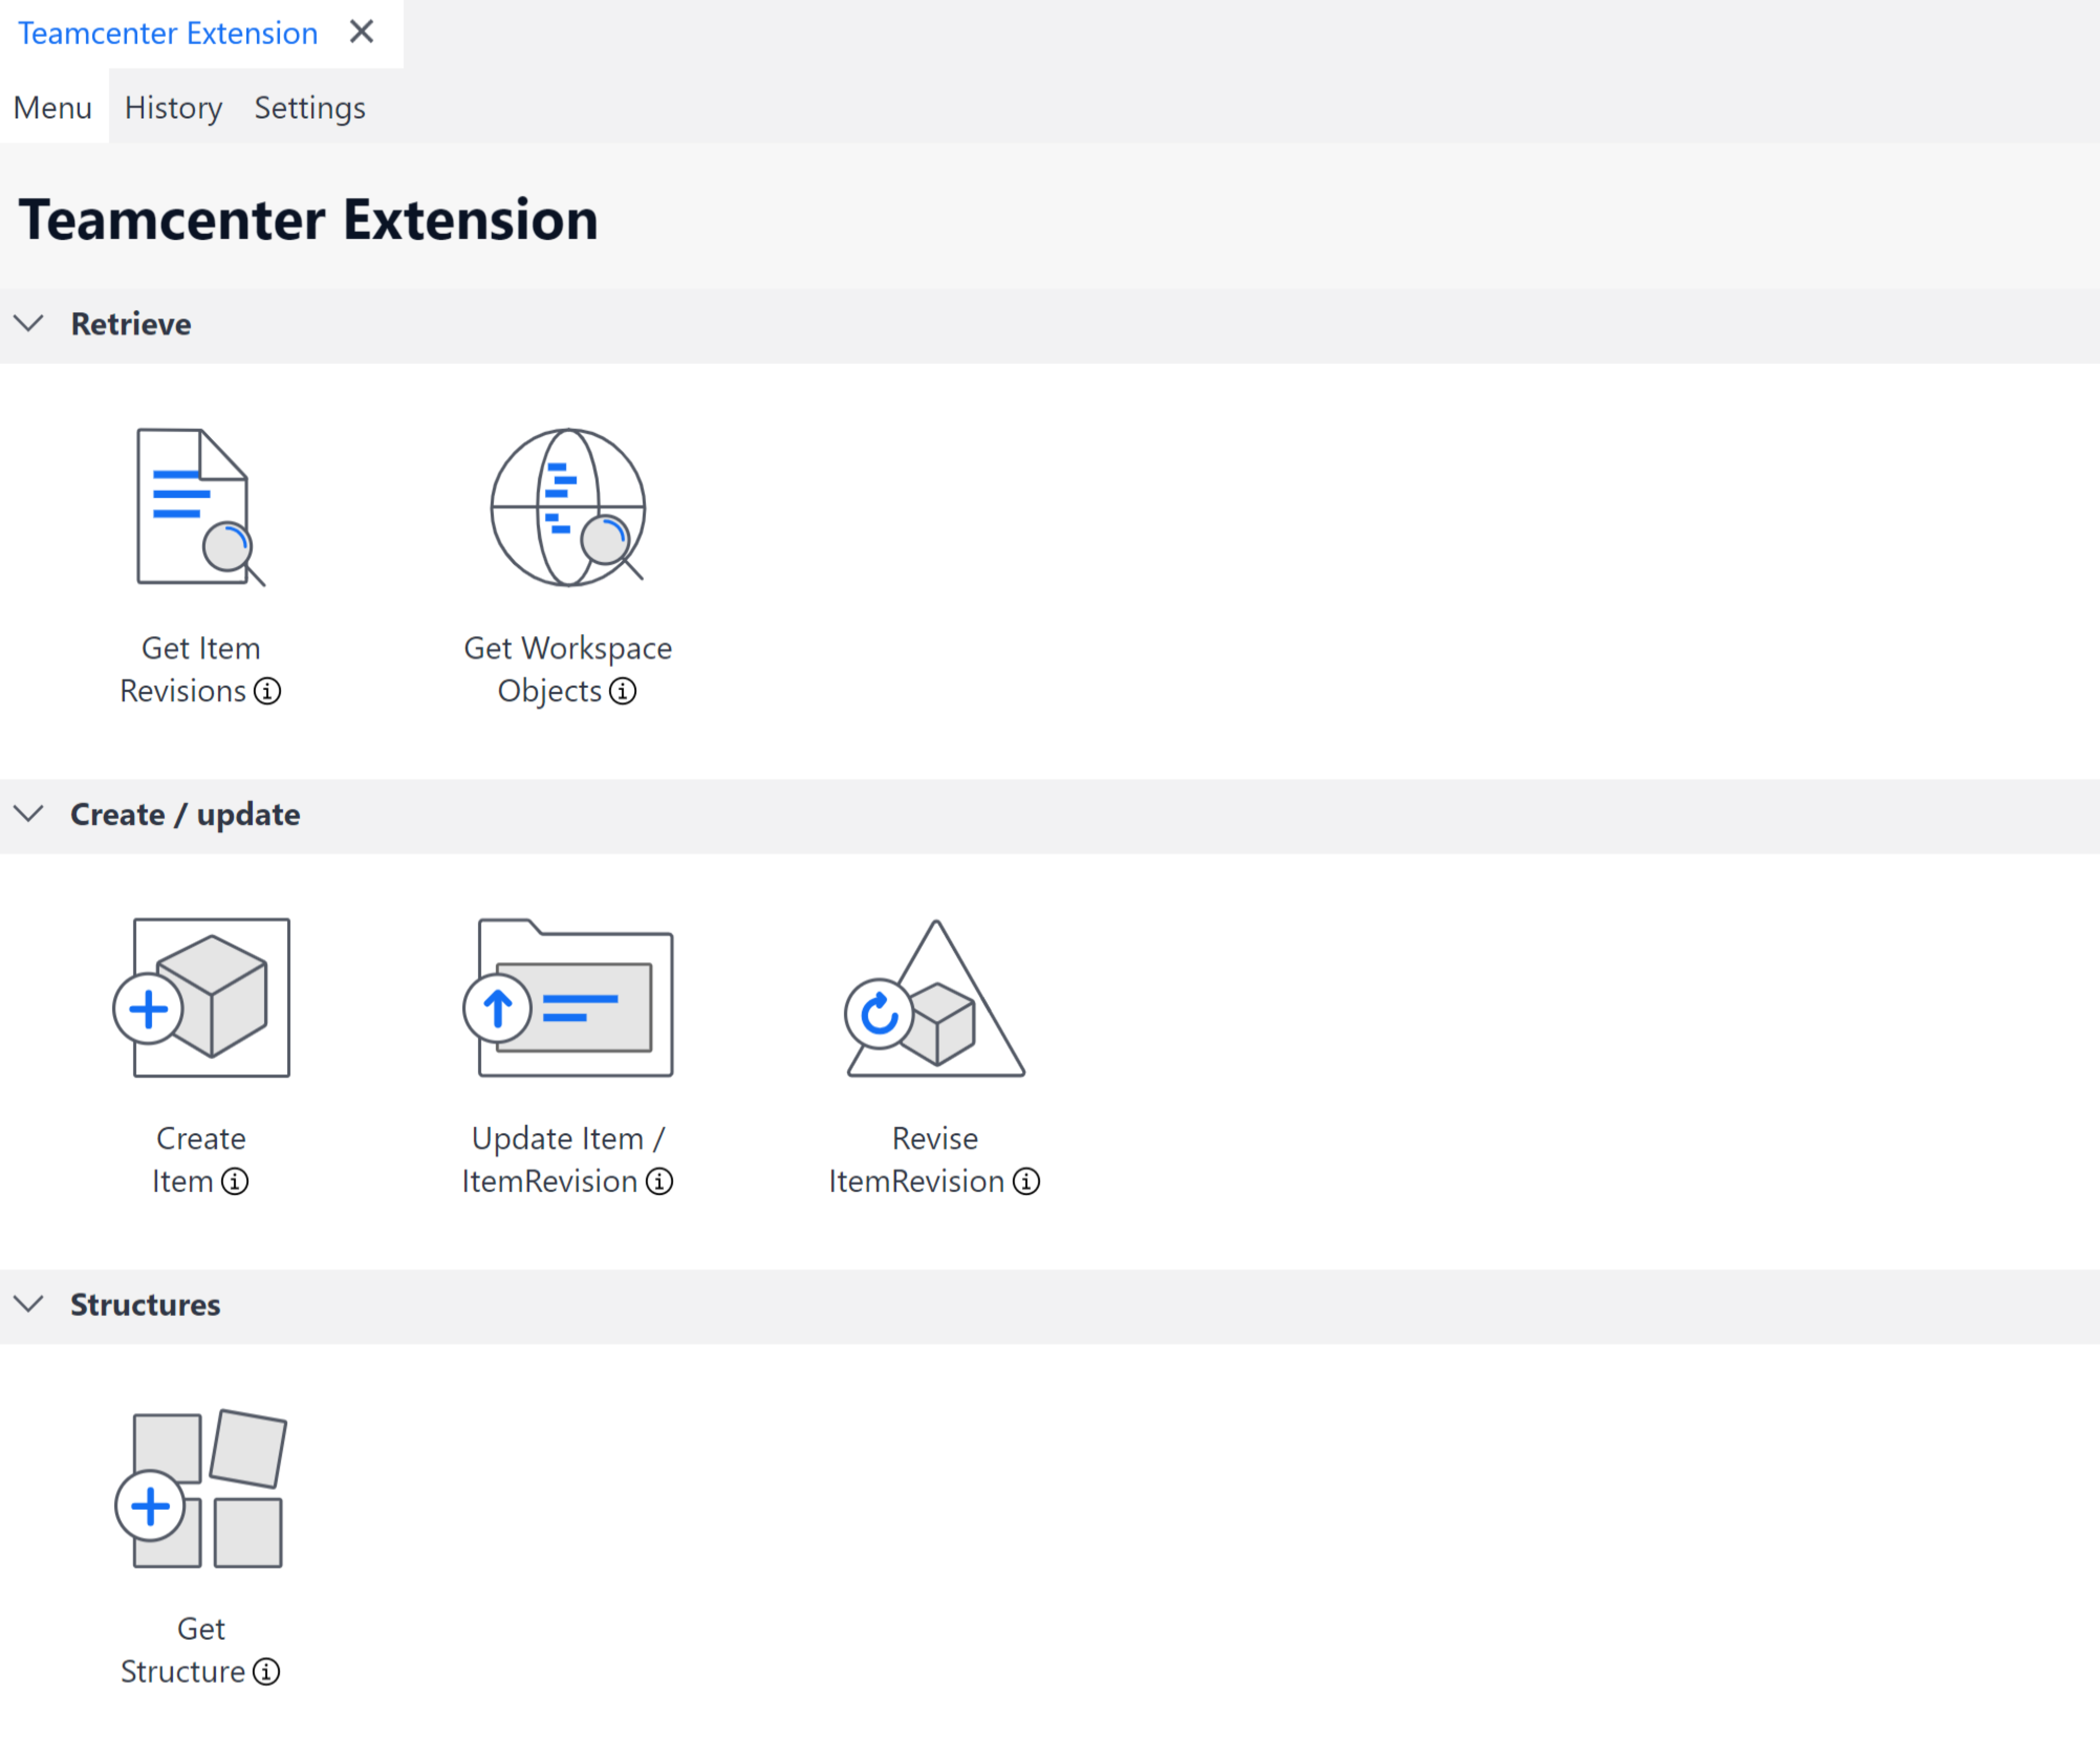 Teamcenter Extension
Menu History Settings
Teamcenter Extension
Retrieve
Get Item
Revisions
Get Workspace
Objects
Create / update
Create
Item
Update Item /
ItemRevision
Revise
ItemRevision
Structures
Get
Structure